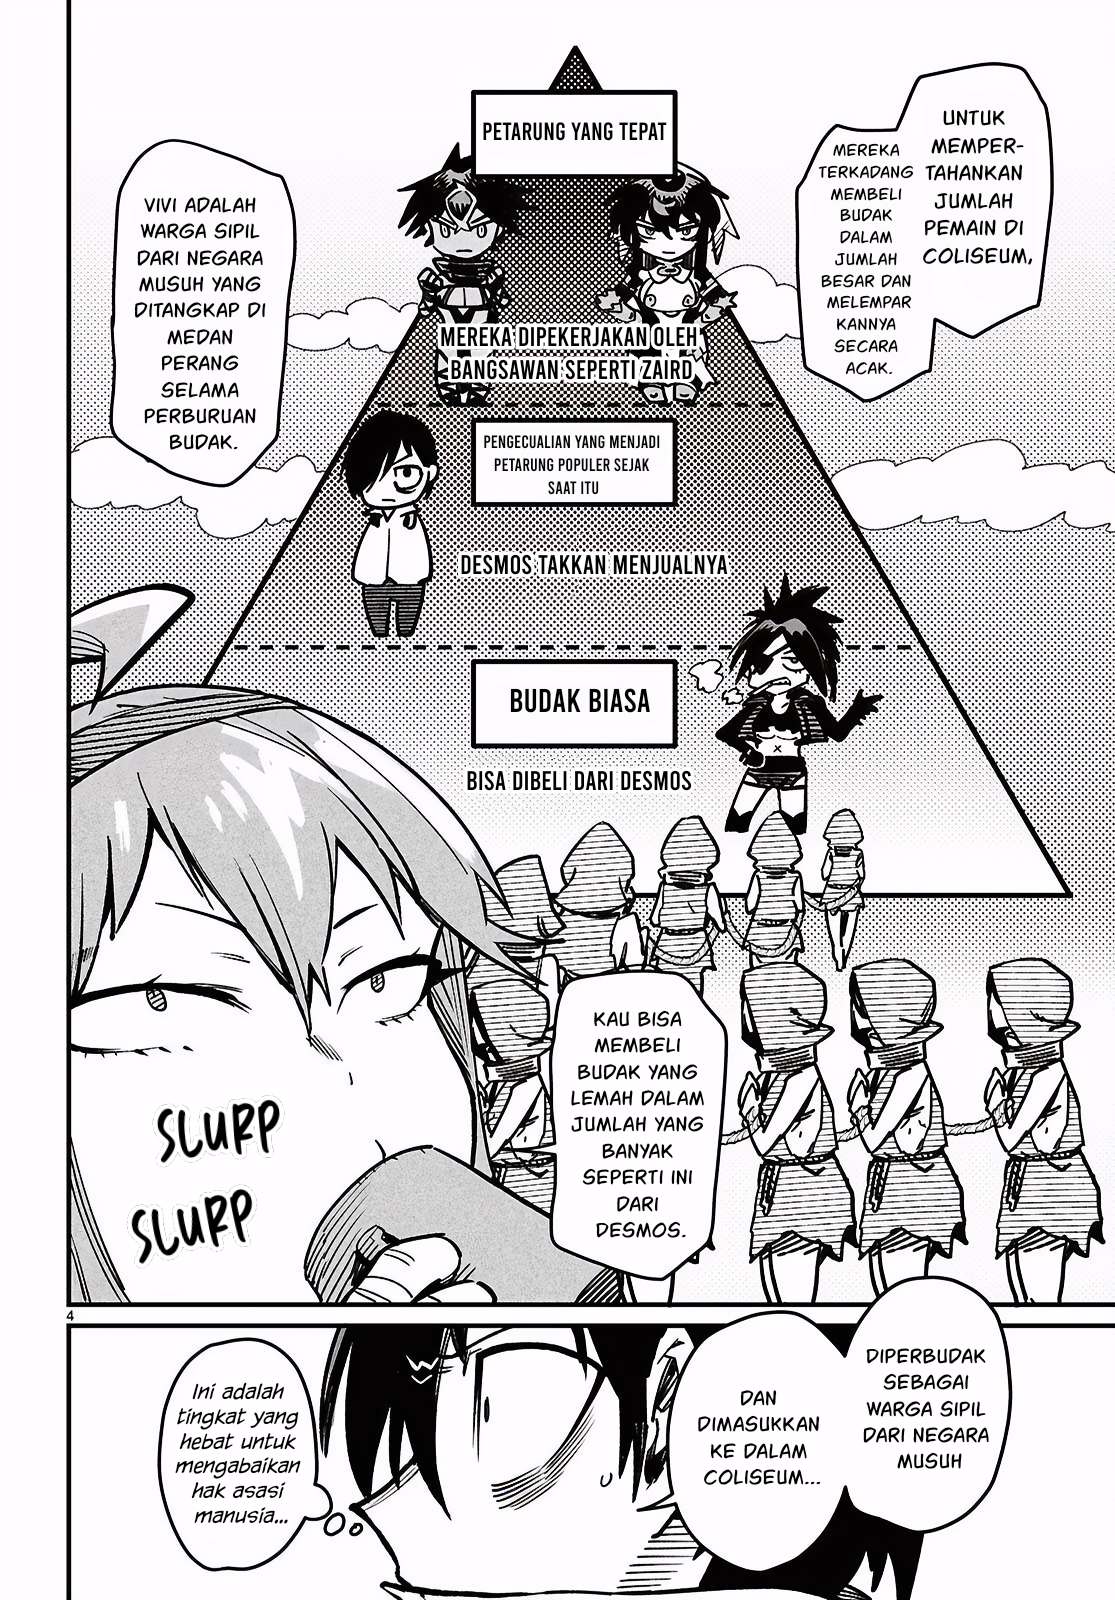 UNTUK
MEMPER-
TAHANKAN
JUMLAH
PEMAIN DI
COLISEUM,
MEREKA
TERKADANG
MEMBELI
BUDAK
DALAM
JUMLAH
BESAR DAN
MELEMPAR
KANNYA
SECARA
ACAK.
PETARUNG YANG TEPAT
MEREKA DIPEKERJAKAN OLEH
BANGSAWAN SEPERTI ZAIRD
VIVI ADALAH
WARGA SIPIL
DARI NEGARA
MUSUH YANG
DITANGKAP DI
MEDAN
PERANG
SELAMA
PERBURUAN
BUDAK.
PENGECUALIAN YANG MENJADI
PETARUNG POPULER SEJAK
SAAT ITU
DESMOS TAKKAN MENJUALNYA
BUDAK BIASA
BISA DIBELI DARI DESMOS
KAU BISA
MEMBELI
BUDAK YANG
LEMAH DALAM
JUMLAH YANG
BANYAK
SEPERTI INI
DARI
DESMOS.
SLURP
SLURP
4
DIPERBUDAK
SEBAGAI
WARGA SIPIL
DARI NEGARA
MUSUH
DAN
DIMASUKKAN
KE DALAM
COLISEUM...
Ini adalah
tingkat yang
hebat untuk
mengabaikan
hak asasi
manusia...